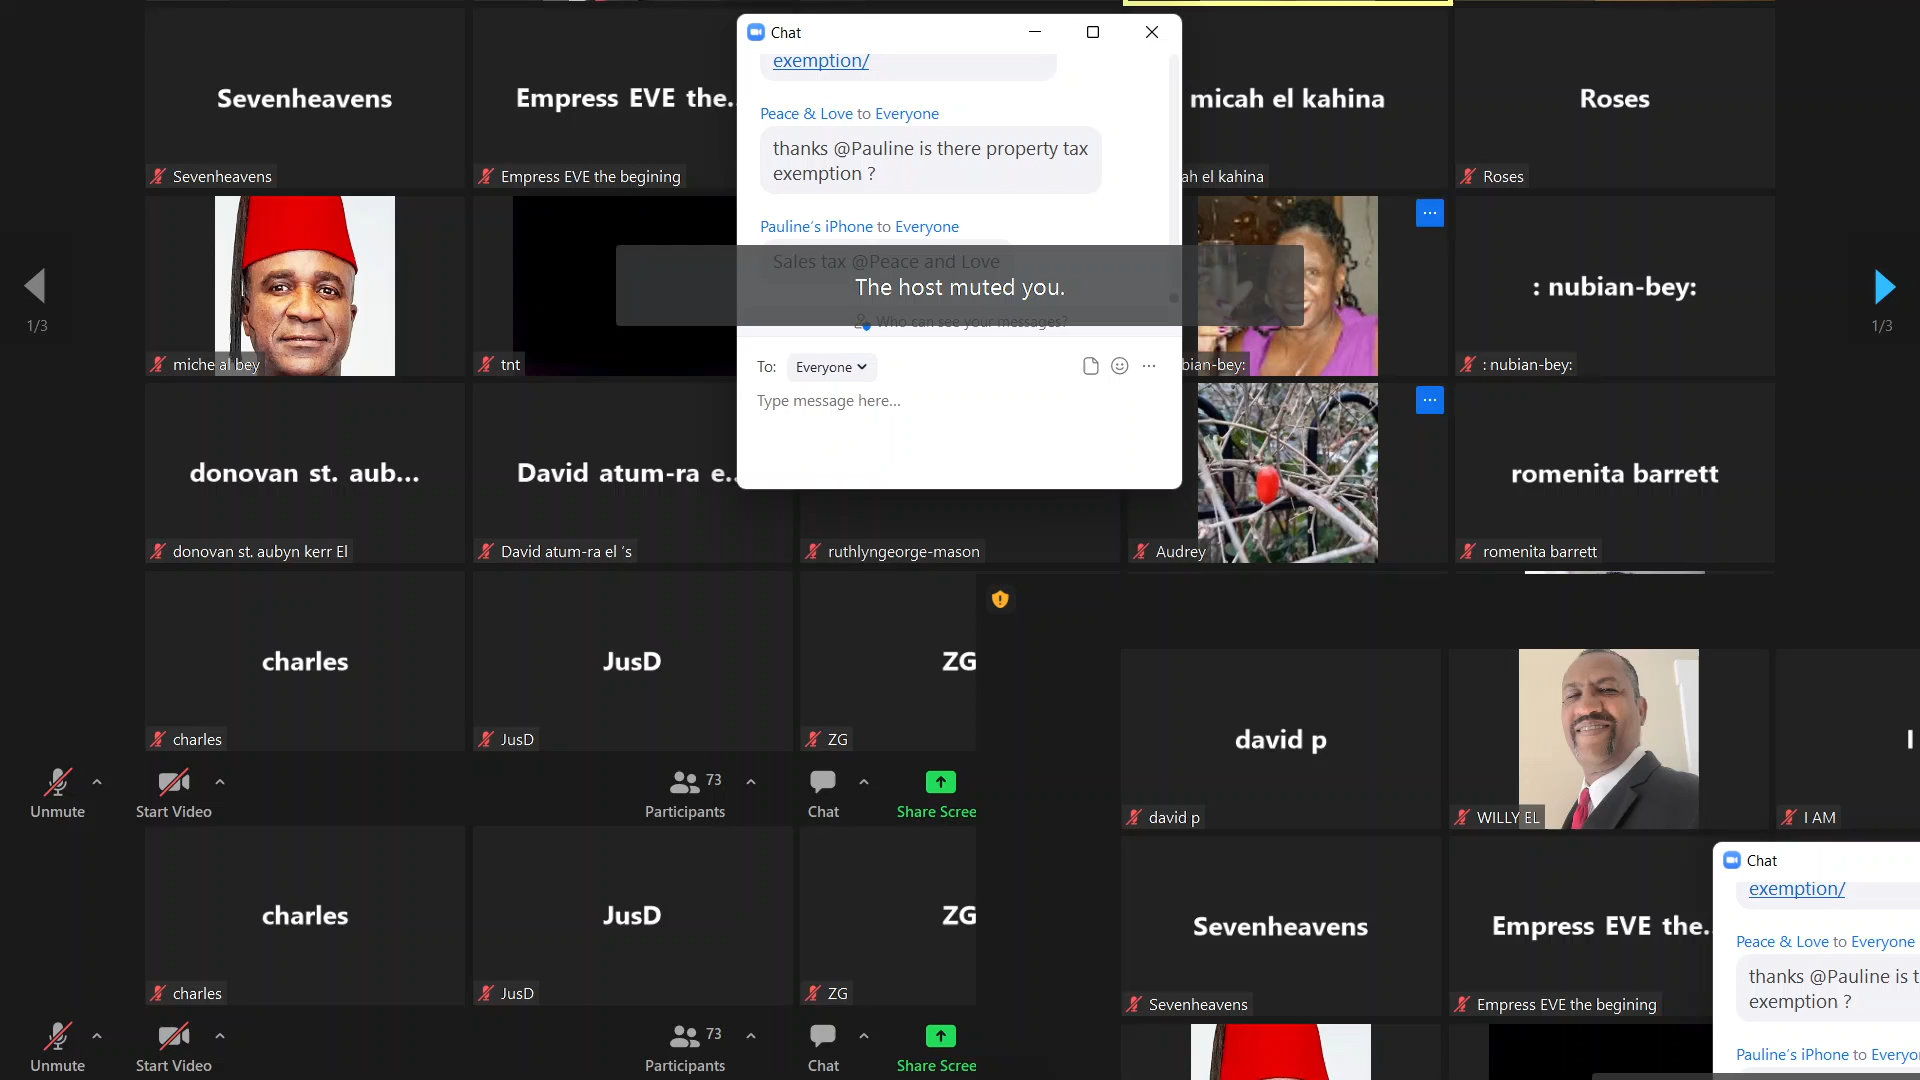 Chat
exemption/
Peace & Love to Everyone
thanks @Pauline is there property tax
exemption ?
Pauline's iPhone to Everyone
Sales tax @Peace and Love
The host muted you.
Who can see your messages?
To: Everyone
Type message here...
Sevenheavens
Empress EVE the...
micah el kahina
Roses
Sevenheavens
Empress EVE the begining
ah el kahina
Roses
: nubian-bey:
1/3
1/3
miche al bey
tnt
bian-bey:
: nubian-bey:
donovan st. aub...
David atum-ra e...
romenita barrett
donovan st. aubyn kerr El
David atum-ra el 's
ruthlyngeorge-mason
Audrey
romenita barrett
charles
JusD
ZG
charles
JusD
ZG
73
Unmute
Start Video
Participants
Chat
Share Scree
charles
JusD
ZG
charles
JusD
ZG
73
Unmute
Start Video
Participants
Chat
Share Scree
david p
I
david p
WILLY EL
I AM
Sevenheavens
Empress EVE the...
Sevenheavens
Empress EVE the begining
Chat
exemption/
Peace & Love to Everyone
thanks @Pauline is t
exemption ?
Pauline's iPhone to Everyo